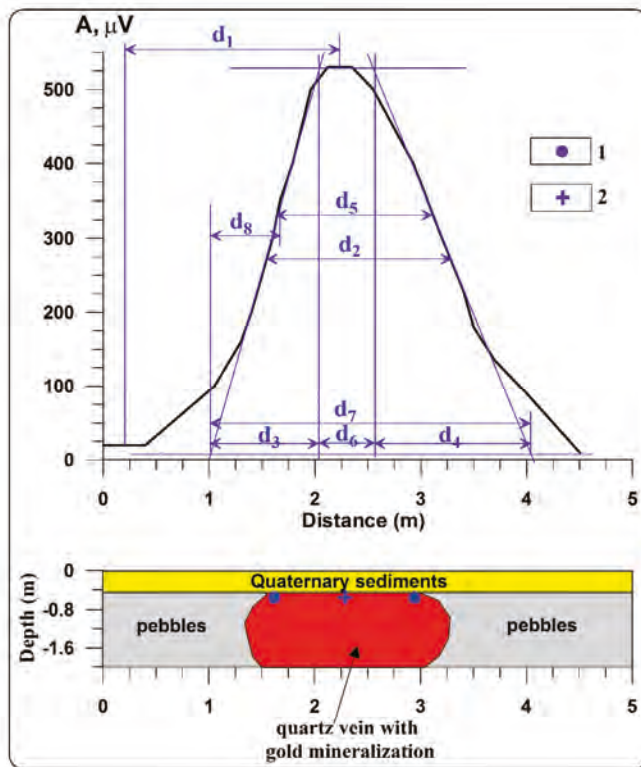 A, μV
d1
500
1
400
2
d5
d8
300
d2
200
100
d7
d3 d6 d4
0
0 1 2 3 4 5
Distance (m)
0
Quaternary sediments
Depth (m)
-0.8
pebbles pebbles
-1.6
0 1 2 3 4 5
quartz vein with
gold mineralization